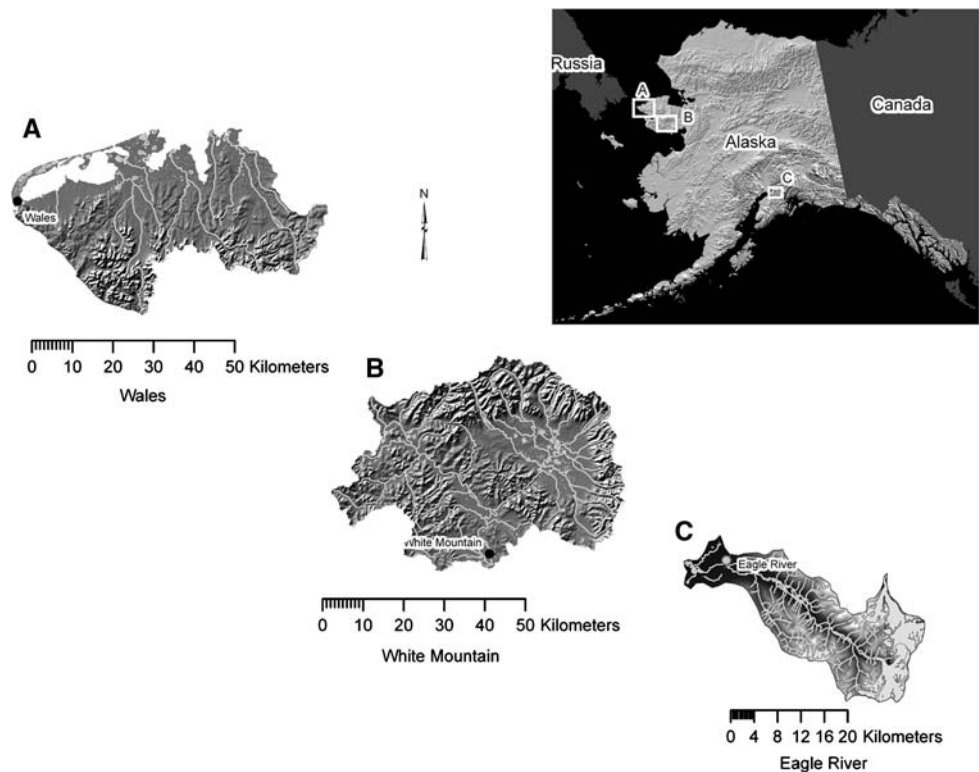 Russia
A
B
Canada
Alaska
C
A
Wales
N
0 10 20 30 40 50 Kilometers
Wales
B
White Mountain
0 10 20 30 40 50 Kilometers
White Mountain
C
Eagle River
0 4 8 12 16 20 Kilometers
Eagle River